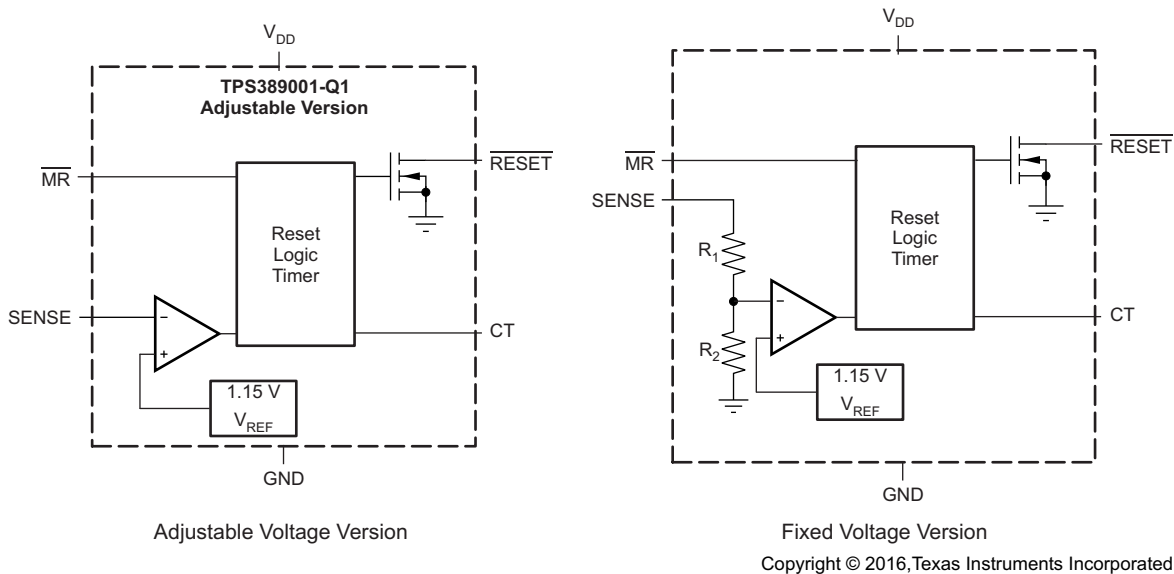 V_DD
TPS389001-Q1
Adjustable Version
MR
RESET
Reset
Logic
Timer
SENSE
−
+
CT
1.15 V
V_REF
GND
Adjustable Voltage Version
V_DD
MR
RESET
SENSE
R_1
Reset
Logic
Timer
−
+
CT
R_2
1.15 V
V_REF
GND
Fixed Voltage Version
Copyright © 2016,Texas Instruments Incorporated